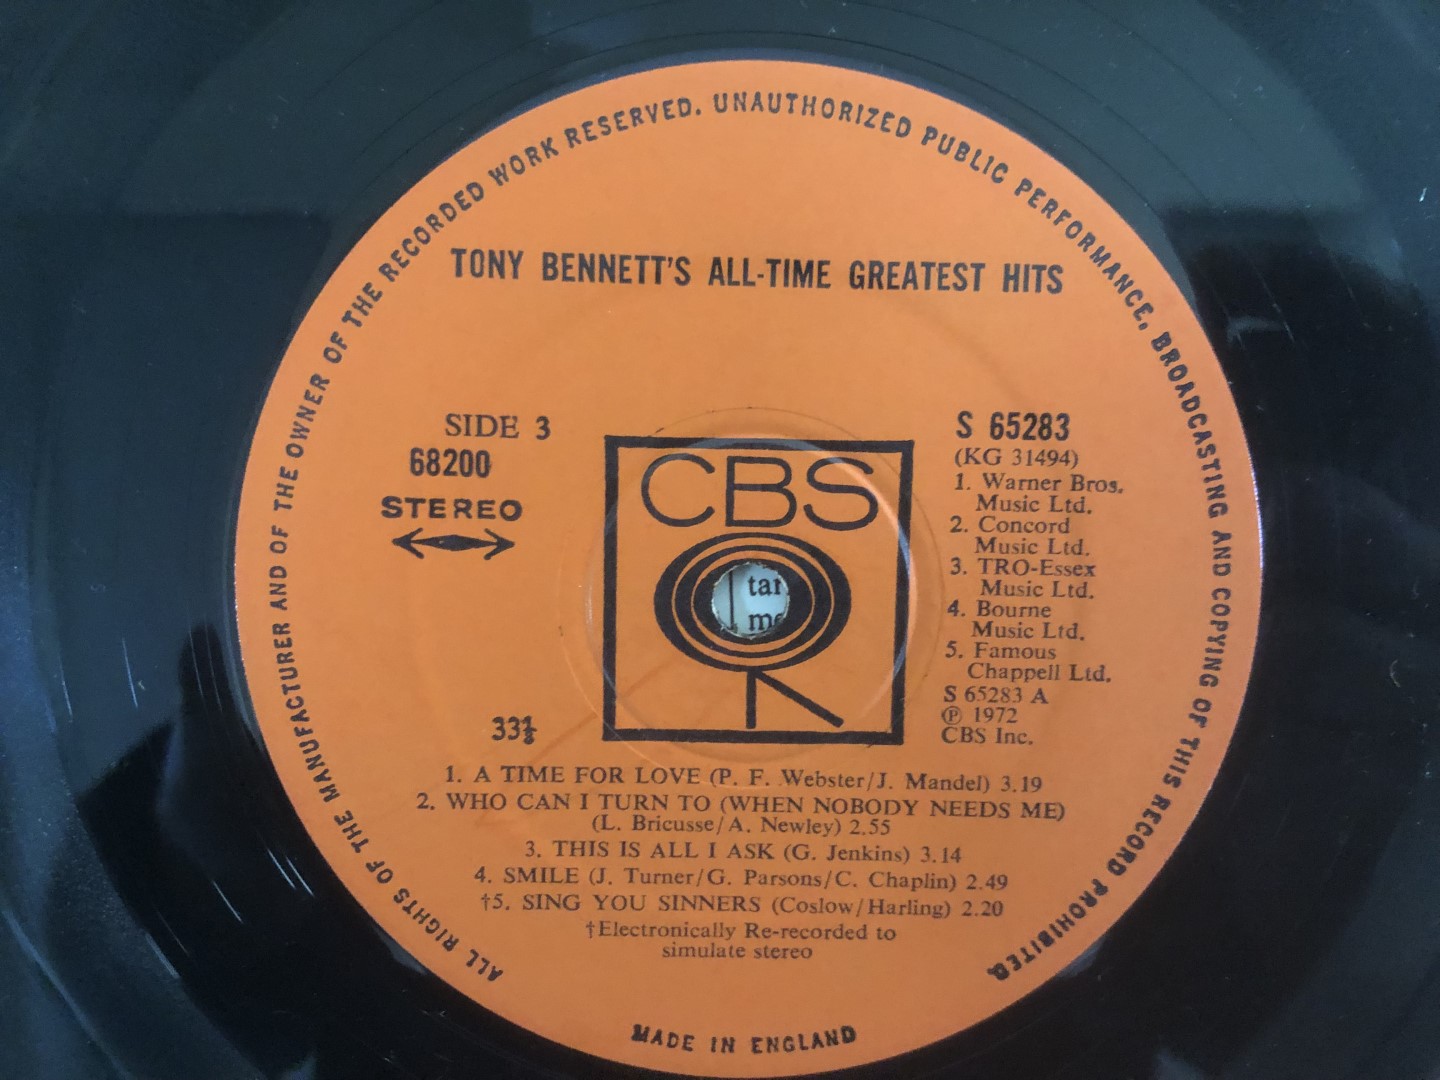 ALL RIGHTS OF THE MANUFACTURER AND OF THE OWNER OF THE RECORDED WORK RESERVED. UNAUTHORIZED PUBLIC PERFORMANCE, BROADCASTING AND COPYING OF THIS RECORD PROHIBITED.
TONY BENNETT'S ALL-TIME GREATEST HITS
SIDE 3
68200
STEREO
33⅓
CBS
tar
me
S 65283
(KG 31494)
1. Warner Bros.
Music Ltd.
2. Concord
Music Ltd.
3. TRO-Essex
Music Ltd.
4. Bourne
Music Ltd.
5. Famous
Chappell Ltd.
S 65283 A
℗ 1972
CBS Inc.
1. A TIME FOR LOVE (P. F. Webster/J. Mandel) 3.19
2. WHO CAN I TURN TO (WHEN NOBODY NEEDS ME)
(L. Bricusse/A. Newley) 2.55
3. THIS IS ALL I ASK (G. Jenkins) 3.14
4. SMILE (J. Turner/G. Parsons/C. Chaplin) 2.49
†5. SING YOU SINNERS (Coslow/Harling) 2.20
†Electronically Re-recorded to
simulate stereo
MADE IN ENGLAND